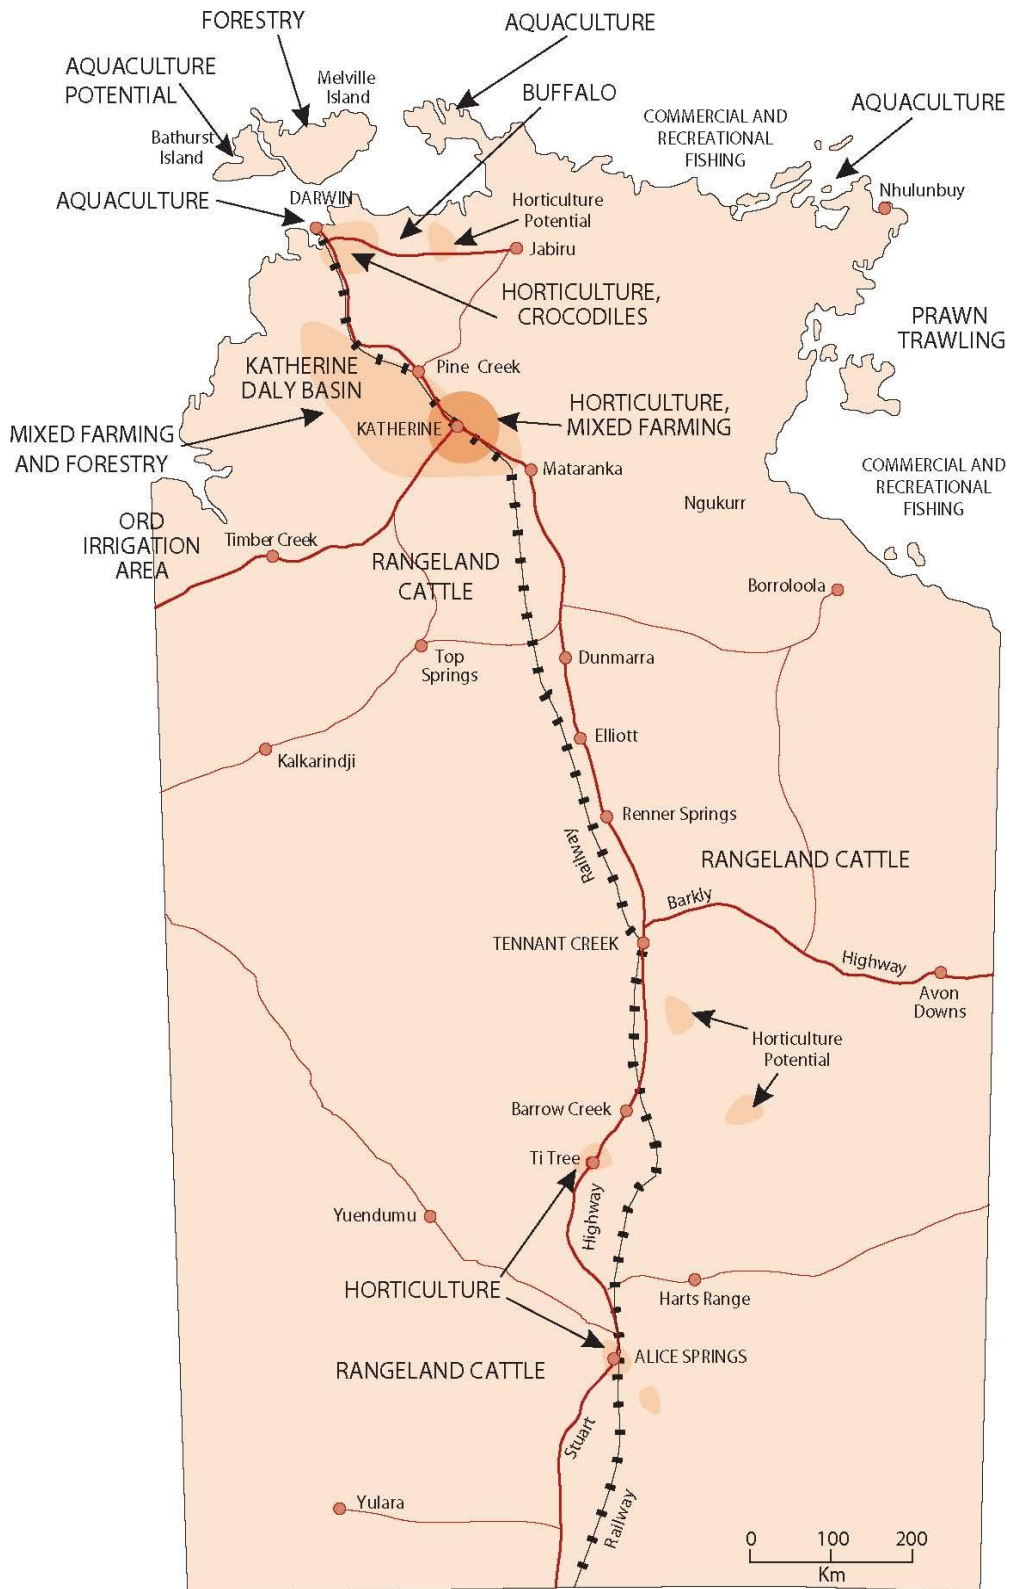 FORESTRY
AQUACULTURE
AQUACULTURE
POTENTIAL
Melville
Island
BUFFALO
AQUACULTURE
COMMERCIAL AND
RECREATIONAL
FISHING
Bathurst
Island
DARWIN
AQUACULTURE
Horticulture
Potential
Nhulunbuy
Jabiru
HORTICULTURE,
CROCODILES
PRAWN
TRAWLING
KATHERINE
DALY BASIN
Pine Creek
HORTICULTURE,
MIXED FARMING
KATHERINE
MIXED FARMING
AND FORESTRY
Mataranka
COMMERCIAL AND
RECREATIONAL
FISHING
Ngukurr
ORD
IRRIGATION
AREA
Timber Creek
RANGELAND
CATTLE
Borroloola
Top
Springs
Dunmarra
Elliott
Kalkarindji
Renner Springs
Railway
RANGELAND CATTLE
Barkly
Highway
TENNANT CREEK
Avon
Downs
Horticulture
Potential
Barrow Creek
Ti Tree
Highway
Yuendumu
HORTICULTURE
Harts Range
ALICE SPRINGS
RANGELAND CATTLE
Stuart
Yulara
Railway
0 100 200
Km